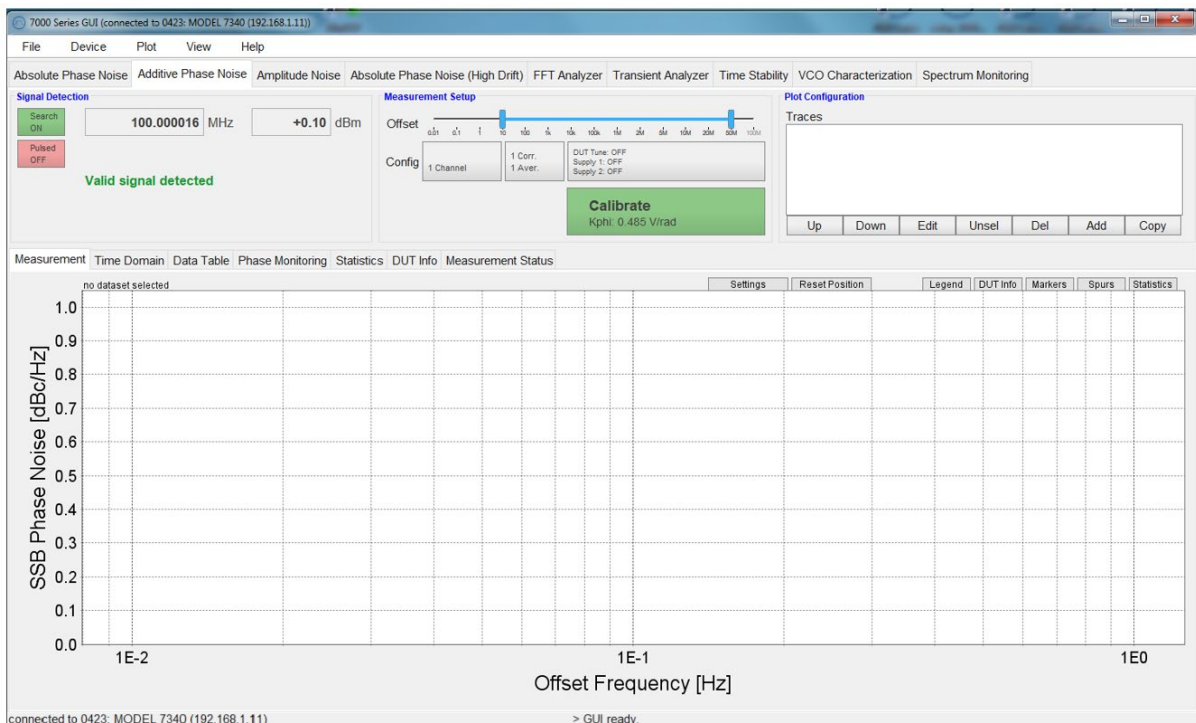 7000 Series GUI (connected to 0423: MODEL 7340 (192.168.1.11))
File Device Plot View Help
Absolute Phase Noise Additive Phase Noise Amplitude Noise Absolute Phase Noise (High Drift) FFT Analyzer Transient Analyzer Time Stability VCO Characterization Spectrum Monitoring
Signal Detection
Search
ON
100.000016 MHz
+0.10 dBm
Pulsed
OFF
Valid signal detected
Measurement Setup
Offset
0.01 0.1 1 10 100 1k 10k 100k 1M 2M 5M 10M 20M 50M 100M
Config
1 Channel
1 Corr.
1 Aver.
DUT Tune: OFF
Supply 1: OFF
Supply 2: OFF
Calibrate
Kphi: 0.485 V/rad
Plot Configuration
Traces
Up Down Edit Unsel Del Add Copy
Measurement Time Domain Data Table Phase Monitoring Statistics DUT Info Measurement Status
no dataset selected
Settings Reset Position Legend DUT Info Markers Spurs Statistics
SSB Phase Noise [dBc/Hz]
1.0
0.9
0.8
0.7
0.6
0.5
0.4
0.3
0.2
0.1
0.0
1E-2 1E-1 1E0
Offset Frequency [Hz]
connected to 0423: MODEL 7340 (192.168.1.11)
> GUI ready.